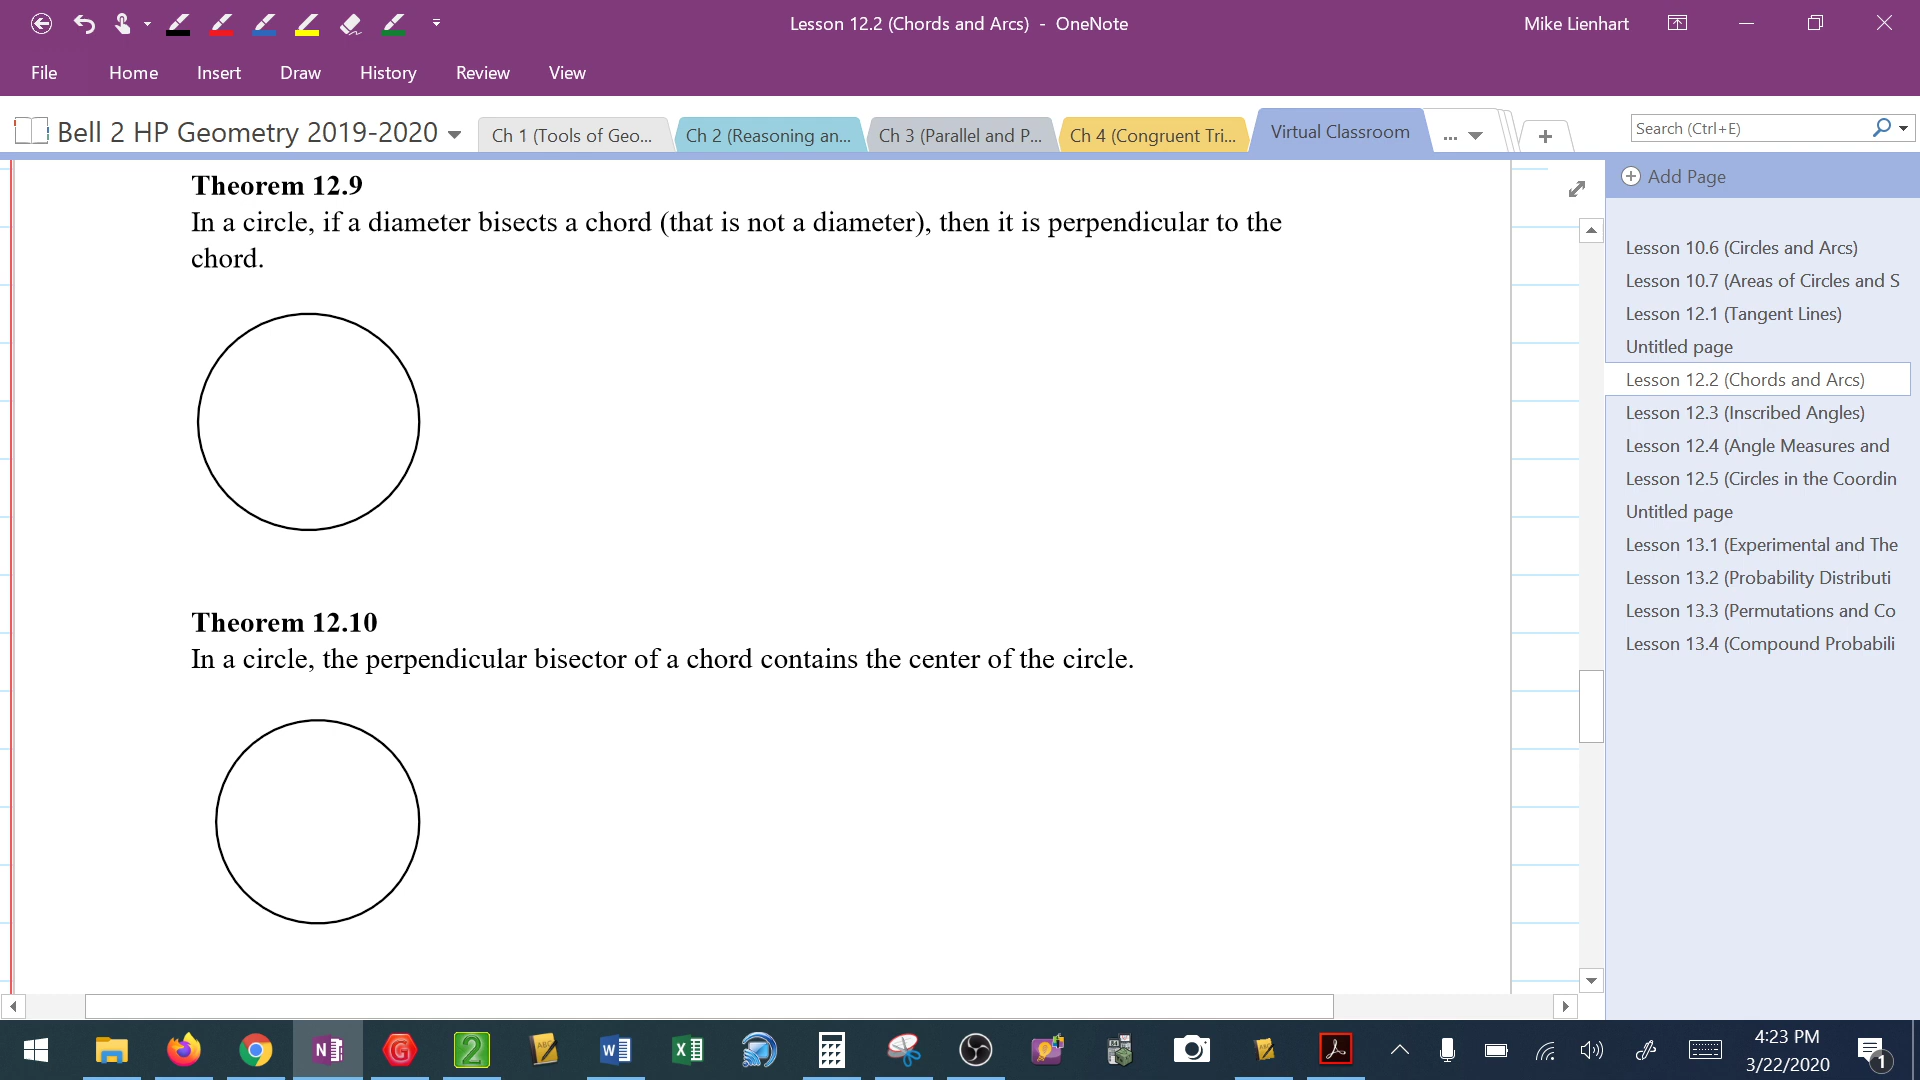 Lesson 12.2 (Chords and Arcs) - OneNote
Mike Lienhart
File Home Insert Draw History Review View
Bell 2 HP Geometry 2019-2020
Ch 1 (Tools of Geo...
Ch 2 (Reasoning an...
Ch 3 (Parallel and P...
Ch 4 (Congruent Tri...
Virtual Classroom
...
Search (Ctrl+E)
Theorem 12.9
In a circle, if a diameter bisects a chord (that is not a diameter), then it is perpendicular to the
chord.
Theorem 12.10
In a circle, the perpendicular bisector of a chord contains the center of the circle.
Add Page
Lesson 10.6 (Circles and Arcs)
Lesson 10.7 (Areas of Circles and S
Lesson 12.1 (Tangent Lines)
Untitled page
Lesson 12.2 (Chords and Arcs)
Lesson 12.3 (Inscribed Angles)
Lesson 12.4 (Angle Measures and
Lesson 12.5 (Circles in the Coordin
Untitled page
Lesson 13.1 (Experimental and The
Lesson 13.2 (Probability Distributi
Lesson 13.3 (Permutations and Co
Lesson 13.4 (Compound Probabili
4:23 PM
3/22/2020
1